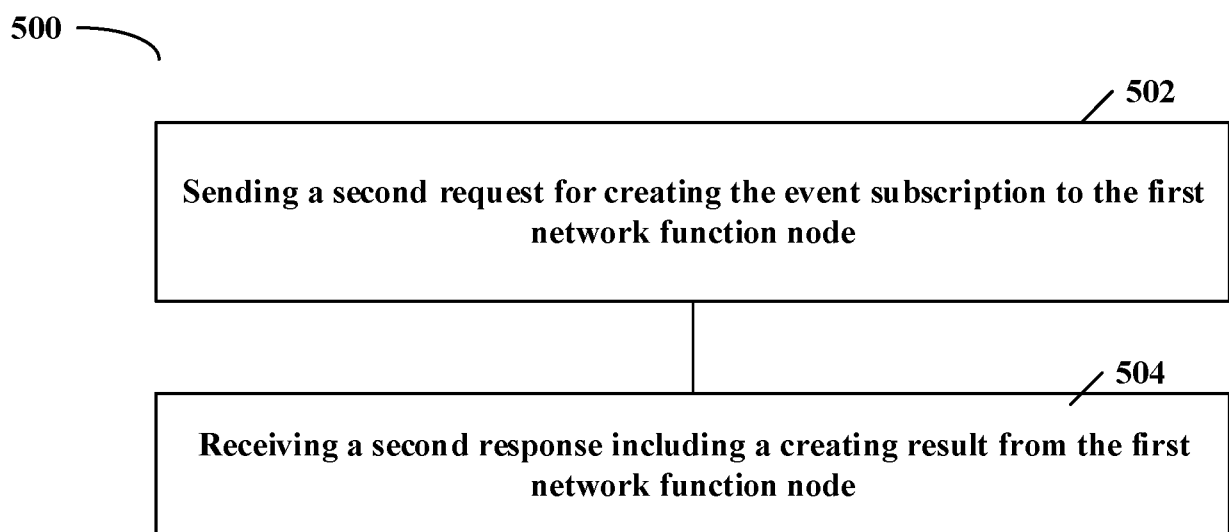 500
502
Sending a second request for creating the event subscription to the first
network function node
504
Receiving a second response including a creating result from the first
network function node